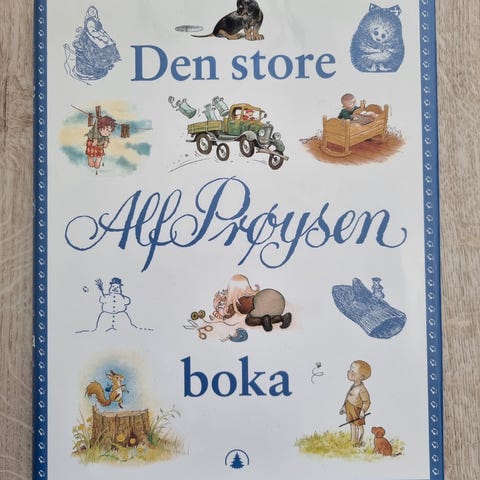 Den store
Alf Prøysen
boka